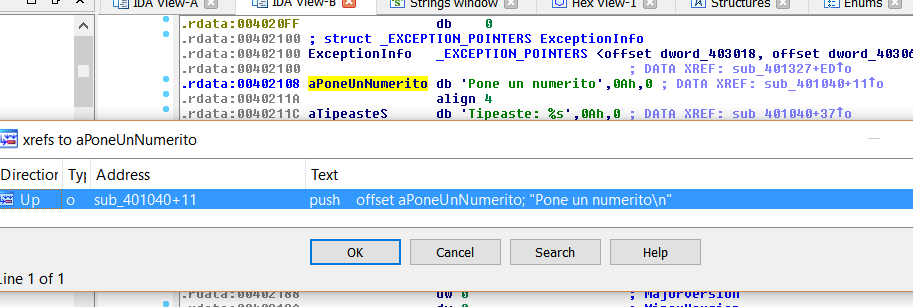 IDA View-A IDA View-B Strings window Hex View-1 Structures Enums
.rdata:004020FF db 0
.rdata:00402100 ; struct _EXCEPTION_POINTERS ExceptionInfo
.rdata:00402100 ExceptionInfo _EXCEPTION_POINTERS <offset dword_403018, offset dword_40306
.rdata:00402100 ; DATA XREF: sub_401327+ED↑o
.rdata:00402108 aPoneUnNumerito db 'Pone un numerito',0Ah,0 ; DATA XREF: sub_401040+11↑o
.rdata:0040211A align 4
.rdata:0040211C aTipeasteS db 'Tipeaste: %s',0Ah,0 ; DATA XREF: sub_401040+37↑o
xrefs to aPoneUnNumerito
Direction Ty Address Text
Up o sub_401040+11 push offset aPoneUnNumerito; "Pone un numerito\n"
OK Cancel Search Help
Line 1 of 1
.rdata:00402188 dw 0 ; MajorVersion